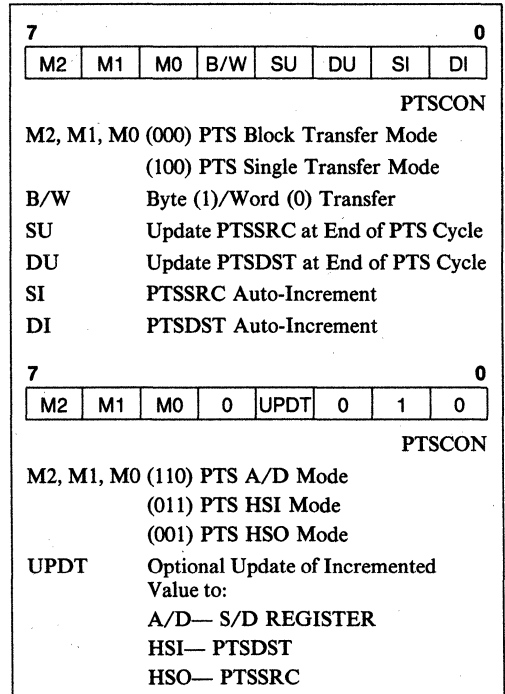 7 0
M2 M1 M0 B/W SU DU SI DI
PTSCON
M2, M1, M0 (000) PTS Block Transfer Mode
(100) PTS Single Transfer Mode
B/W Byte (1)/Word (0) Transfer
SU Update PTSSRC at End of PTS Cycle
DU Update PTSDST at End of PTS Cycle
SI PTSSRC Auto-Increment
DI PTSDST Auto-Increment
7 0
M2 M1 M0 0 UPDT 0 1 0
PTSCON
M2, M1, M0 (110) PTS A/D Mode
(011) PTS HSI Mode
(001) PTS HSO Mode
UPDT Optional Update of Incremented
Value to:
A/D— S/D REGISTER
HSI— PTSDST
HSO— PTSSRC